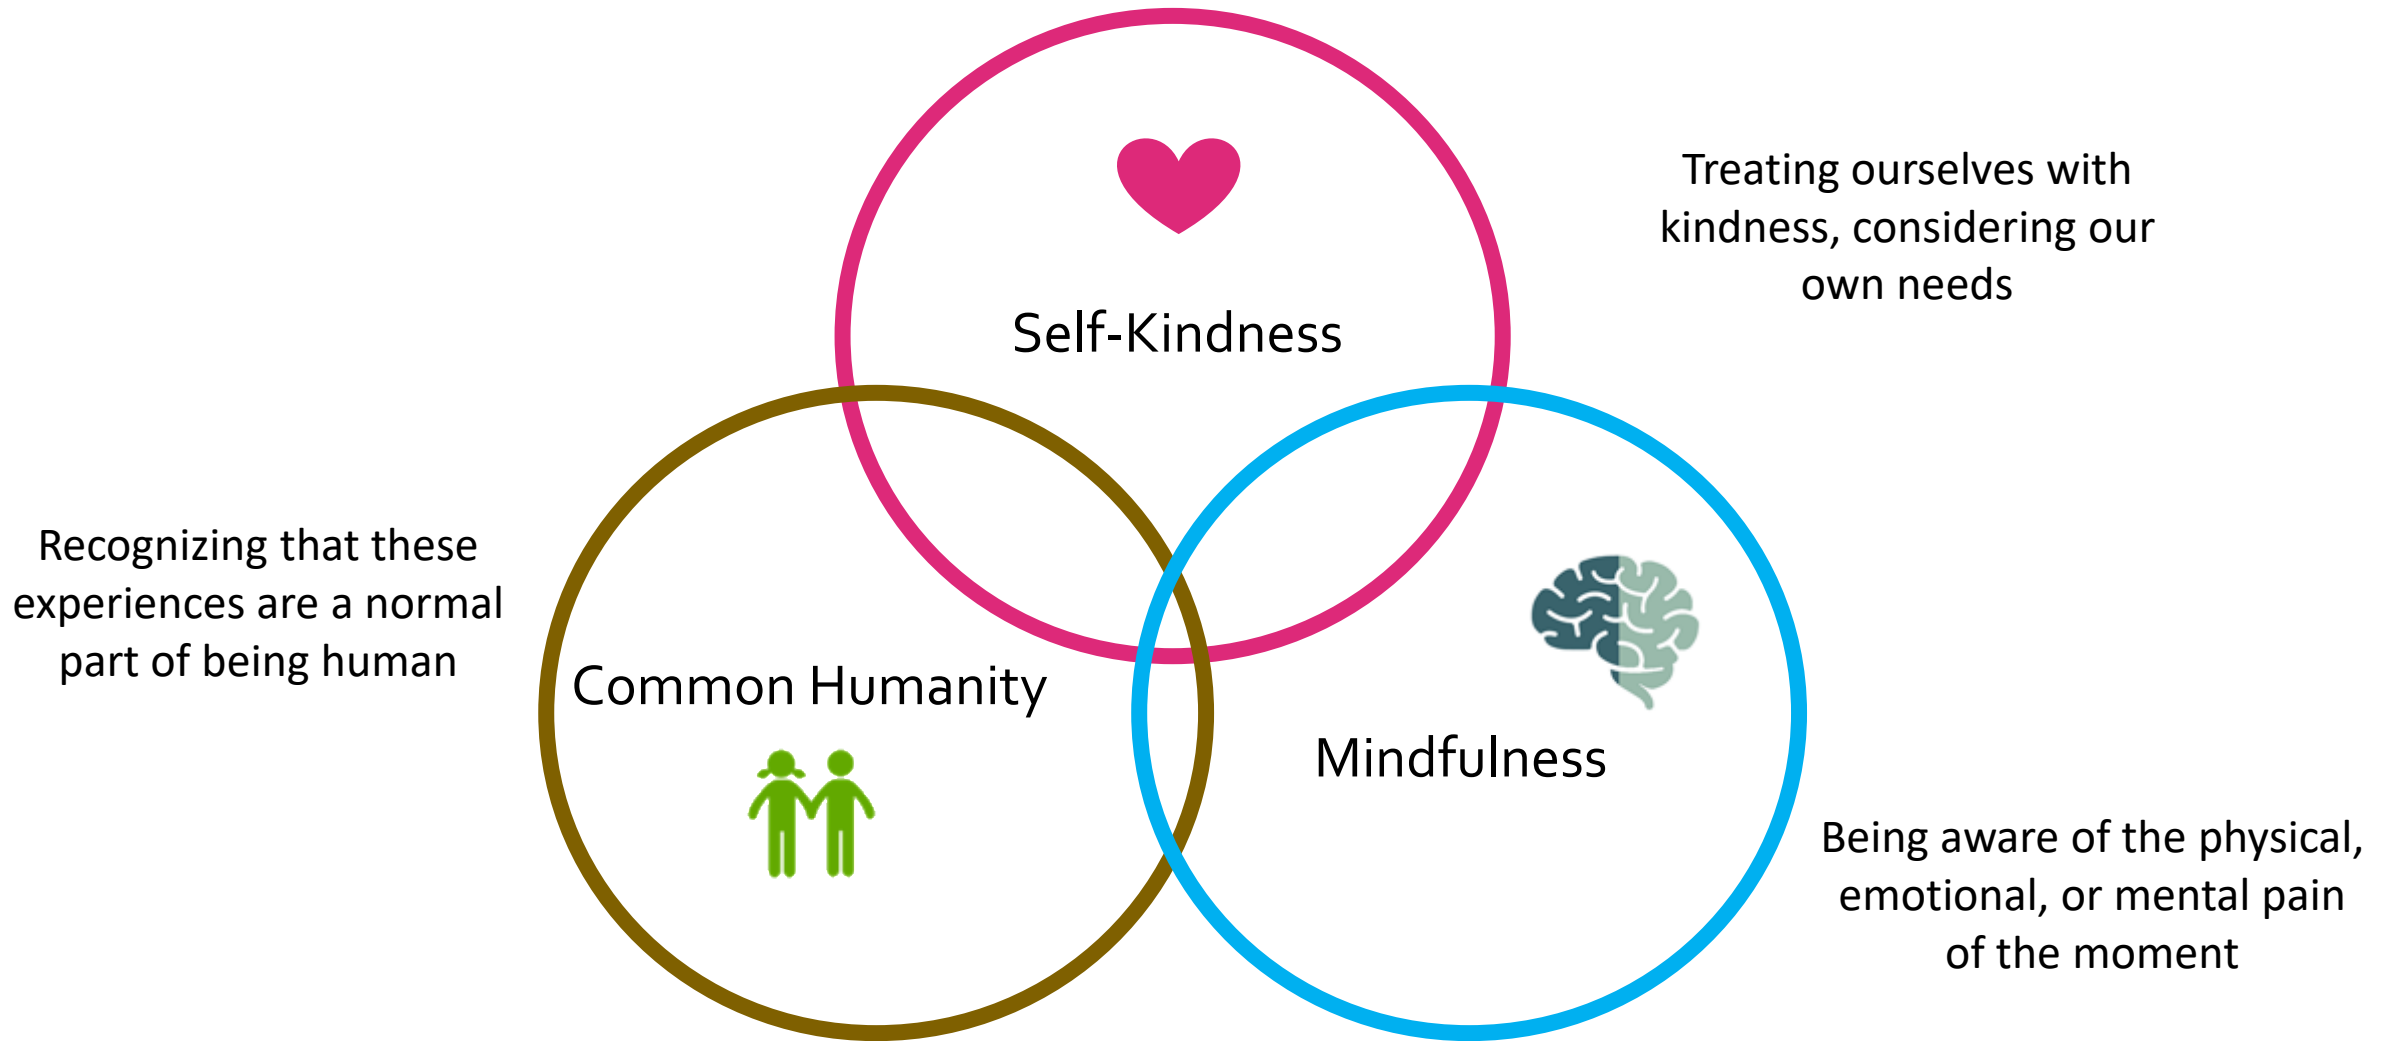 Treating ourselves with
kindness, considering our
own needs
Self-Kindness
Recognizing that these
experiences are a normal
part of being human
Common Humanity
Mindfulness
Being aware of the physical,
emotional, or mental pain
of the moment